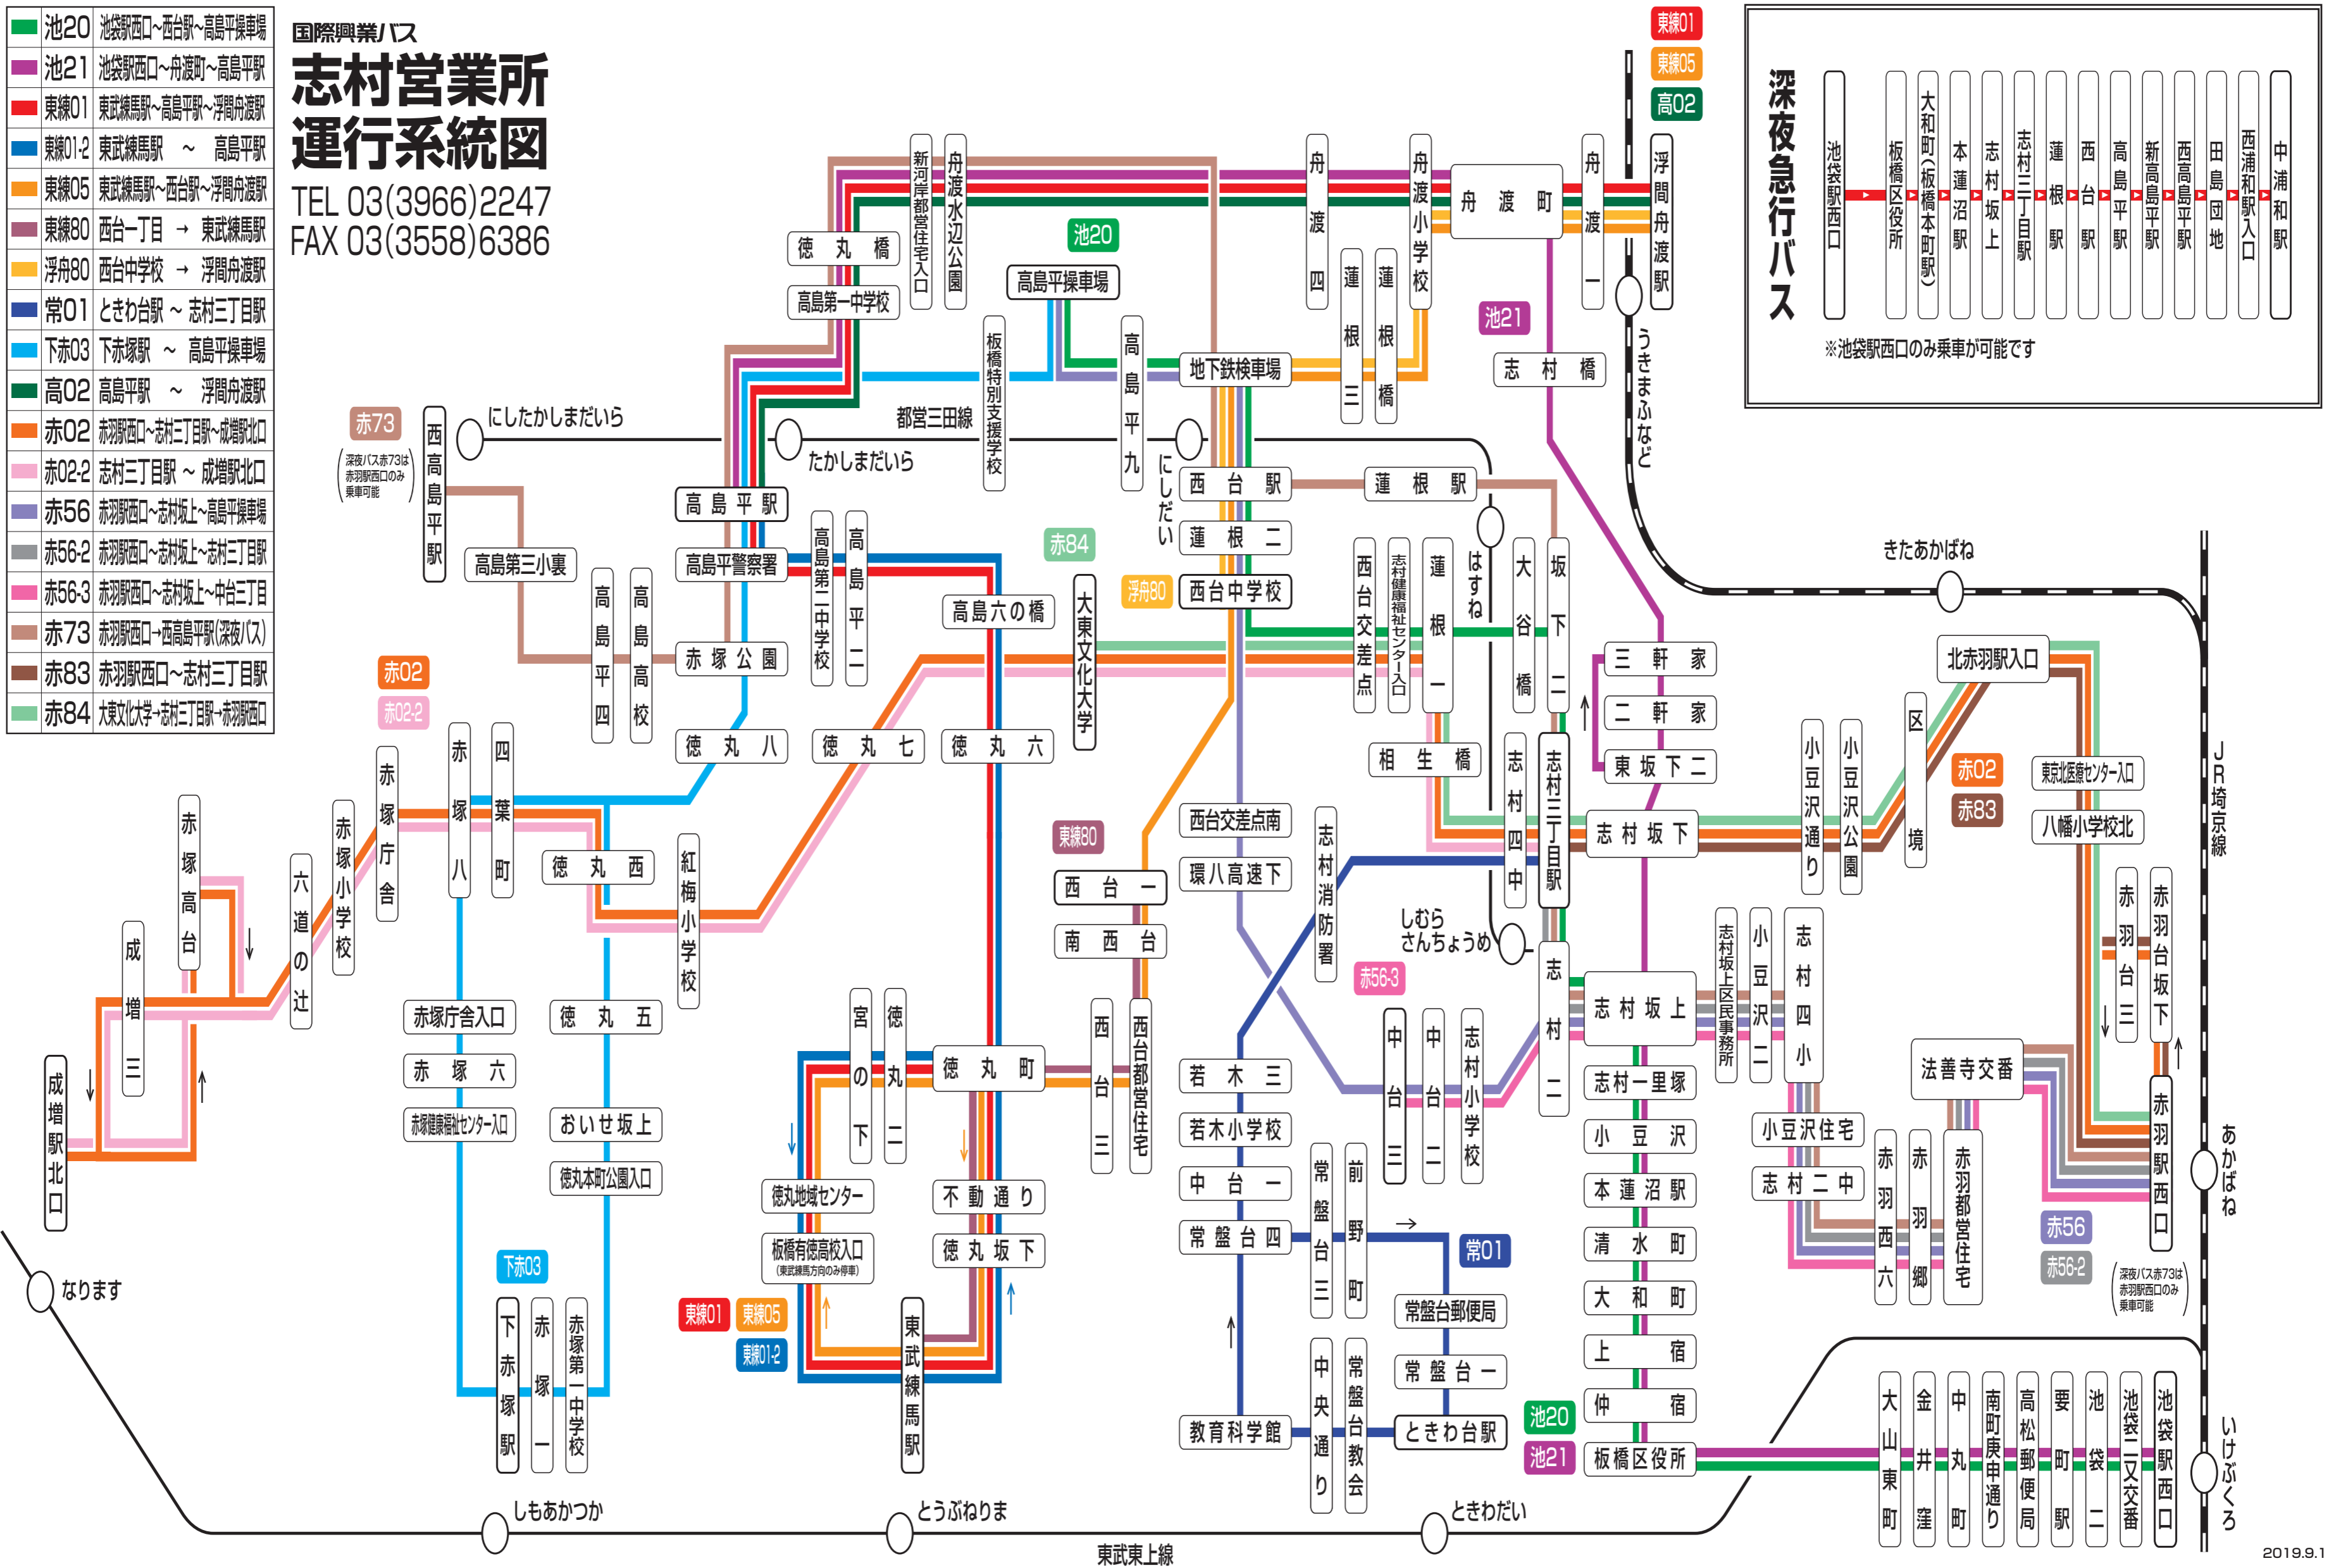 池20 池袋駅西口～西台駅～高島平操車場
池21 池袋駅西口～舟渡町～高島平駅
東練01 東武練馬駅～高島平駅～浮間舟渡駅
東練01-2 東武練馬駅 ～ 高島平駅
東練05 東武練馬駅～西台駅～浮間舟渡駅
東練80 西台一丁目 → 東武練馬駅
浮舟80 西台中学校 → 浮間舟渡駅
常01 ときわ台駅 ～ 志村三丁目駅
下赤03 下赤塚駅 ～ 高島平操車場
高02 高島平駅 ～ 浮間舟渡駅
赤02 赤羽駅西口～志村三丁目駅～成増駅北口
赤02-2 志村三丁目駅 ～ 成増駅北口
赤56 赤羽駅西口～志村坂上～高島平操車場
赤56-2 赤羽駅西口～志村坂上～志村三丁目駅
赤56-3 赤羽駅西口～志村坂上～中台三丁目
赤73 赤羽駅西口→西高島平駅(深夜バス)
赤83 赤羽駅西口～志村三丁目駅
赤84 大東文化大学→志村三丁目駅→赤羽駅西口
国際興業バス
志村営業所
運行系統図
TEL 03(3966)2247
FAX 03(3558)6386
東練01
東練05
高02
深夜急行バス
池袋駅西口
板橋区役所
大和町(板橋本町駅)
本蓮沼駅
志村坂上
志村三丁目駅
蓮根駅
西台駅
高島平駅
新高島平駅
西高島平駅
田島団地
西浦和駅入口
中浦和駅
※池袋駅西口のみ乗車が可能です
徳丸橋
高島第一中学校
新河岸都営住宅入口
舟渡水辺公園
池20
高島平操車場
板橋特別支援学校
高島平九
地下鉄検車場
舟渡四
蓮根三
蓮根橋
舟渡小学校
舟渡町
舟渡一
浮間舟渡駅
うきまふなど
池21
志村橋
赤73
(深夜バス赤73は
赤羽駅西口のみ
乗車可能)
西高島平駅
にしたかしまだいら
都営三田線
たかしまだいら
にしだい
高島平駅
高島第三小裏
高島平警察署
高島平四
高島高校
赤塚公園
高島第二中学校
高島平二
高島六の橋
赤84
大東文化大学
浮舟80
西台駅
蓮根駅
蓮根二
西台中学校
はすね
西台交差点
志村健康福祉センター入口
蓮根一
大谷橋
坂下二
三軒家
二軒家
東坂下二
きたあかばね
北赤羽駅入口
区境
小豆沢通り
小豆沢公園
赤02
赤83
東京北医療センター入口
八幡小学校北
JR埼京線
赤羽台三
赤羽台坂下
赤02
赤02-2
徳丸八
徳丸七
徳丸六
赤塚八
四葉町
赤塚庁舎
赤塚小学校
六道の辻
赤塚高台
成増三
成増駅北口
徳丸西
紅梅小学校
相生橋
志村四中
志村三丁目駅
志村坂下
西台交差点南
環八高速下
志村消防署
しむら
さんちょうめ
東練80
西台一
南西台
西台三
西台都営住宅
赤56-3
中台三
中台二
志村小学校
志村二
志村坂上
志村坂上区民事務所
小豆沢二
志村四小
法善寺交番
赤羽駅西口
あかばね
赤塚庁舎入口
赤塚六
赤塚健康福祉センター入口
徳丸五
おいせ坂上
徳丸本町公園入口
宮の下
徳丸二
徳丸町
徳丸地域センター
板橋有徳高校入口
(東武練馬方向のみ停車)
不動通り
徳丸坂下
若木三
若木小学校
中台一
常盤台四
常盤台三
前野町
常01
常盤台郵便局
常盤台一
ときわ台駅
常盤台教会
中央通り
教育科学館
志村一里塚
小豆沢
本蓮沼駅
清水町
大和町
上宿
仲宿
板橋区役所
池20
池21
小豆沢住宅
志村二中
赤羽西六
赤羽郷
赤羽都営住宅
赤56
赤56-2
(深夜バス赤73は
赤羽駅西口のみ
乗車可能)
なります
下赤03
下赤塚駅
赤塚一
赤塚第一中学校
東練01
東練05
東練01-2
東武練馬駅
しもあかつか
とうぶねりま
ときわだい
東武東上線
大山東町
金井窪
中丸町
南町庚申通り
高松郵便局
要町駅
池袋二
池袋二又交番
池袋駅西口
いけぶくろ
2019.9.1